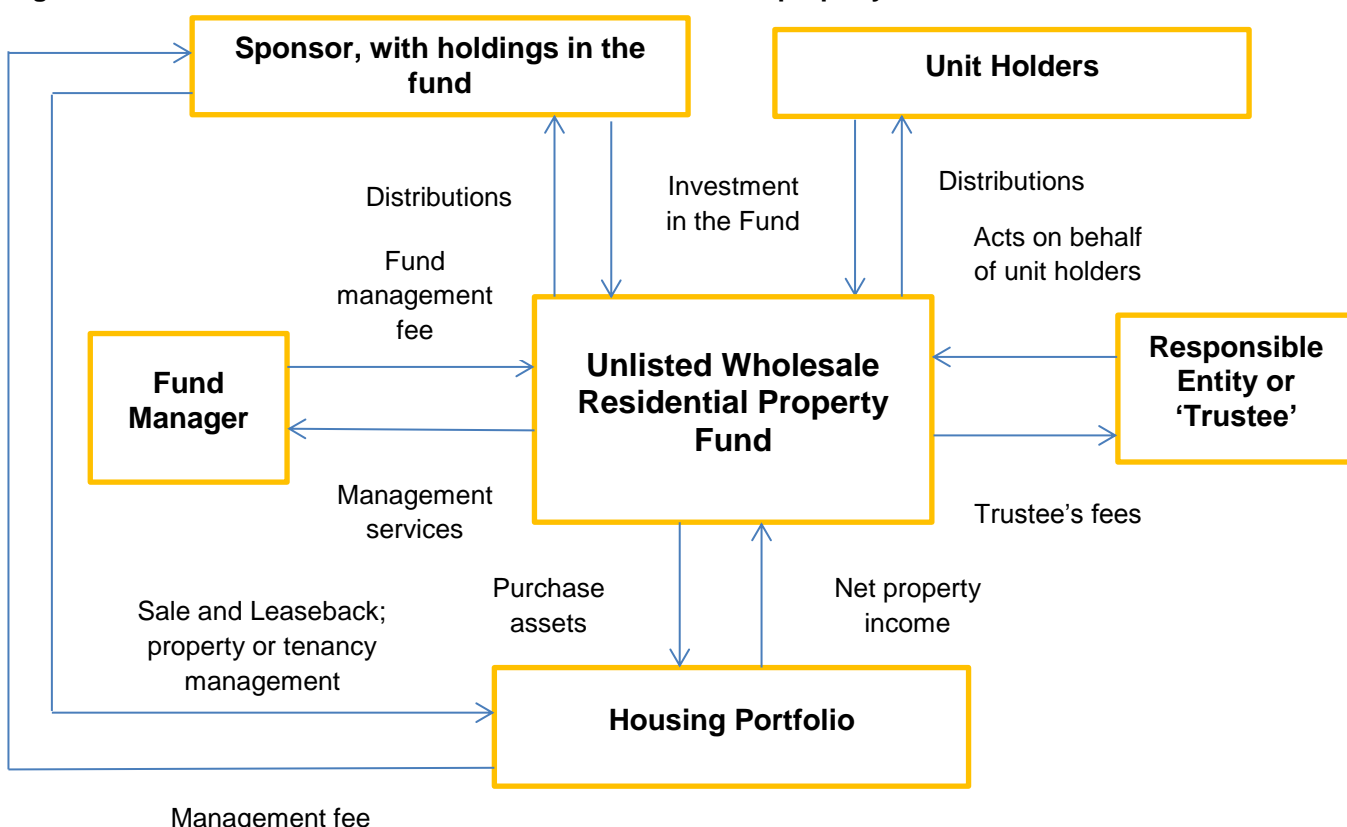 property
Sponsor, with holdings in the
fund
Unit Holders
Distributions
Investment
in the Fund
Distributions
Acts on behalf
of unit holders
Fund
management
fee
Fund
Manager
Unlisted Wholesale
Residential Property
Fund
Responsible
Entity or
‘Trustee’
Management
services
Trustee’s fees
Purchase
assets
Net property
income
Sale and Leaseback;
property or tenancy
management
Housing Portfolio
Management fee